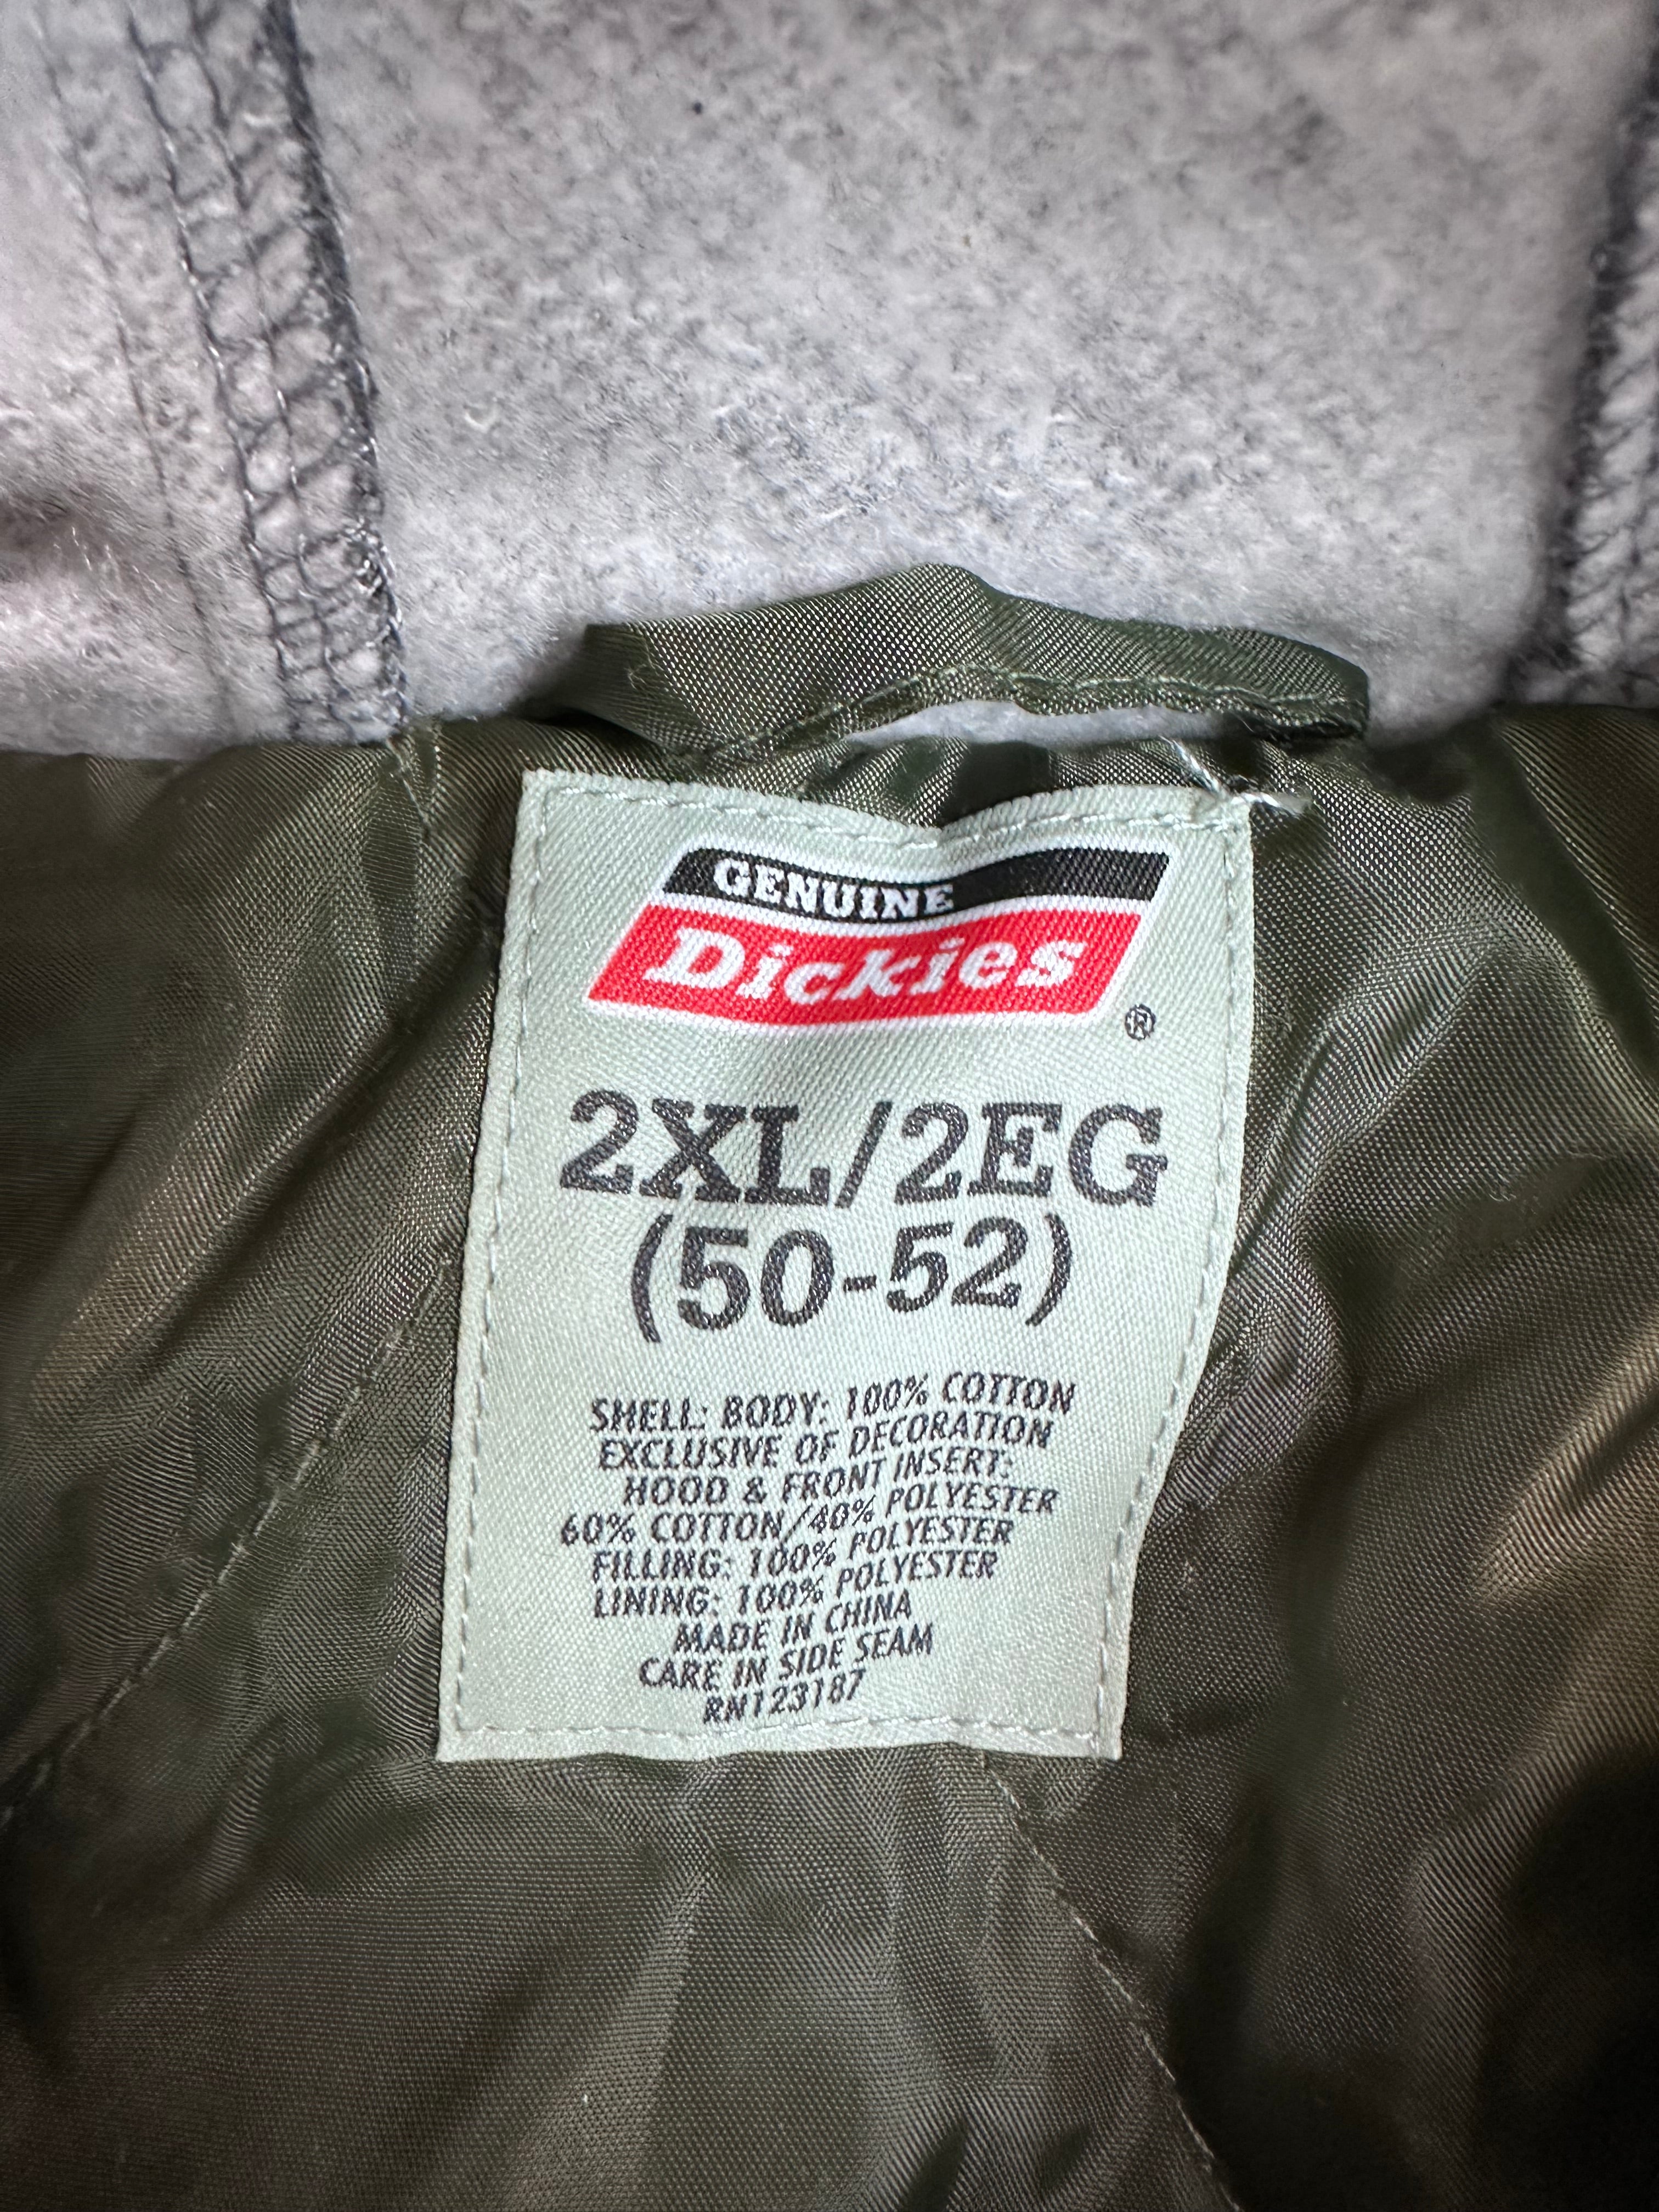 GENUINE
Dickies
®
2XL/2EG
(50-52)
SHELL: BODY: 100% COTTON
EXCLUSIVE OF DECORATION
HOOD & FRONT INSERT:
60% COTTON/40% POLYESTER
FILLING: 100% POLYESTER
LINING: 100% POLYESTER
MADE IN CHINA
CARE IN SIDE SEAM
RN123187